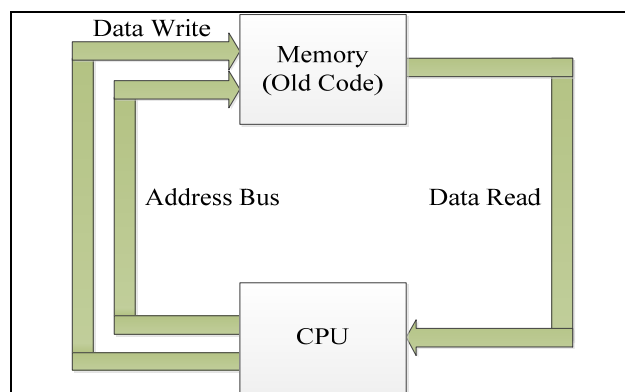 Data Write
Memory
(Old Code)
Address Bus
Data Read
CPU